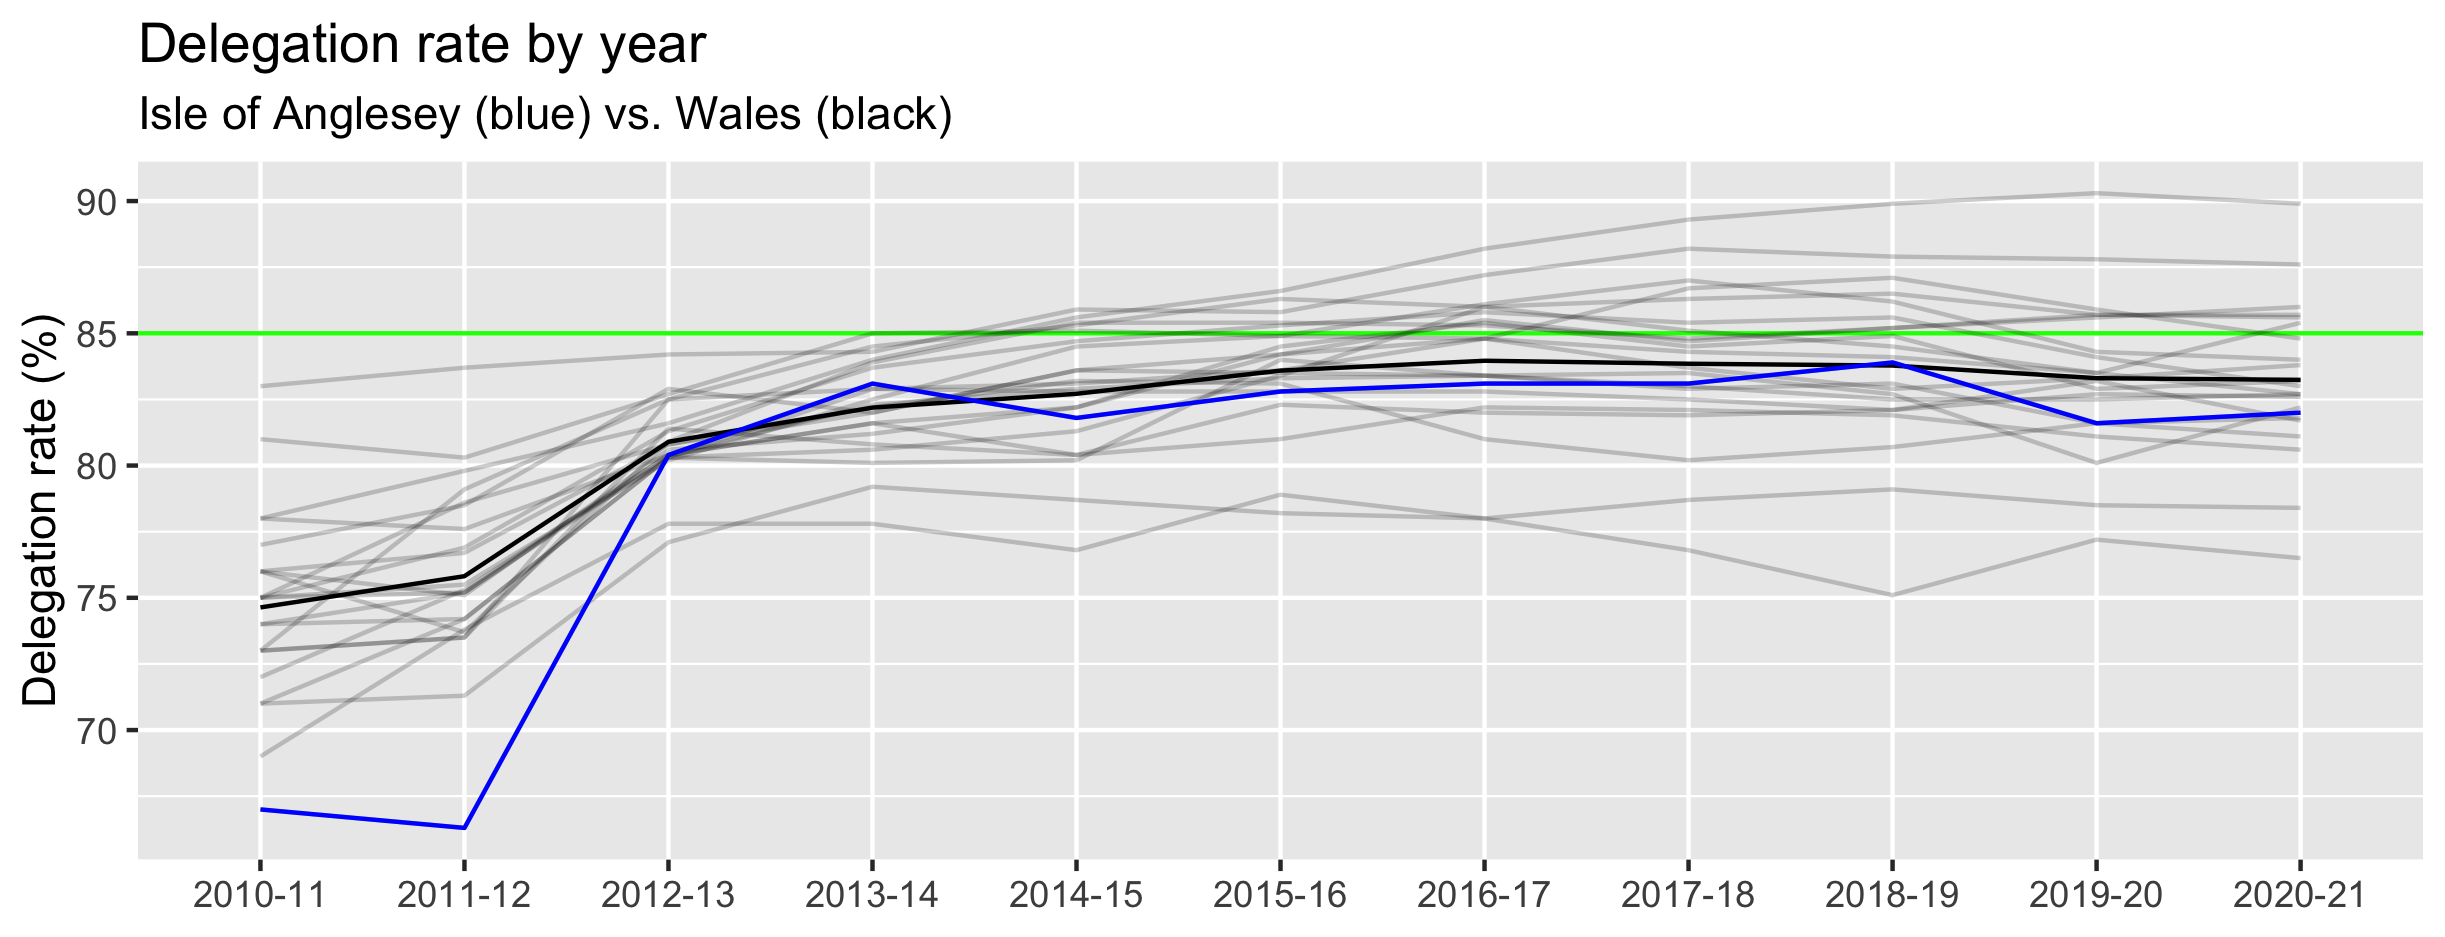 Delegation rate by year
Isle of Anglesey (blue) vs. Wales (black)
Delegation rate (%)
90
85
80
75
70
2010-11 2011-12 2012-13 2013-14 2014-15 2015-16 2016-17 2017-18 2018-19 2019-20 2020-21